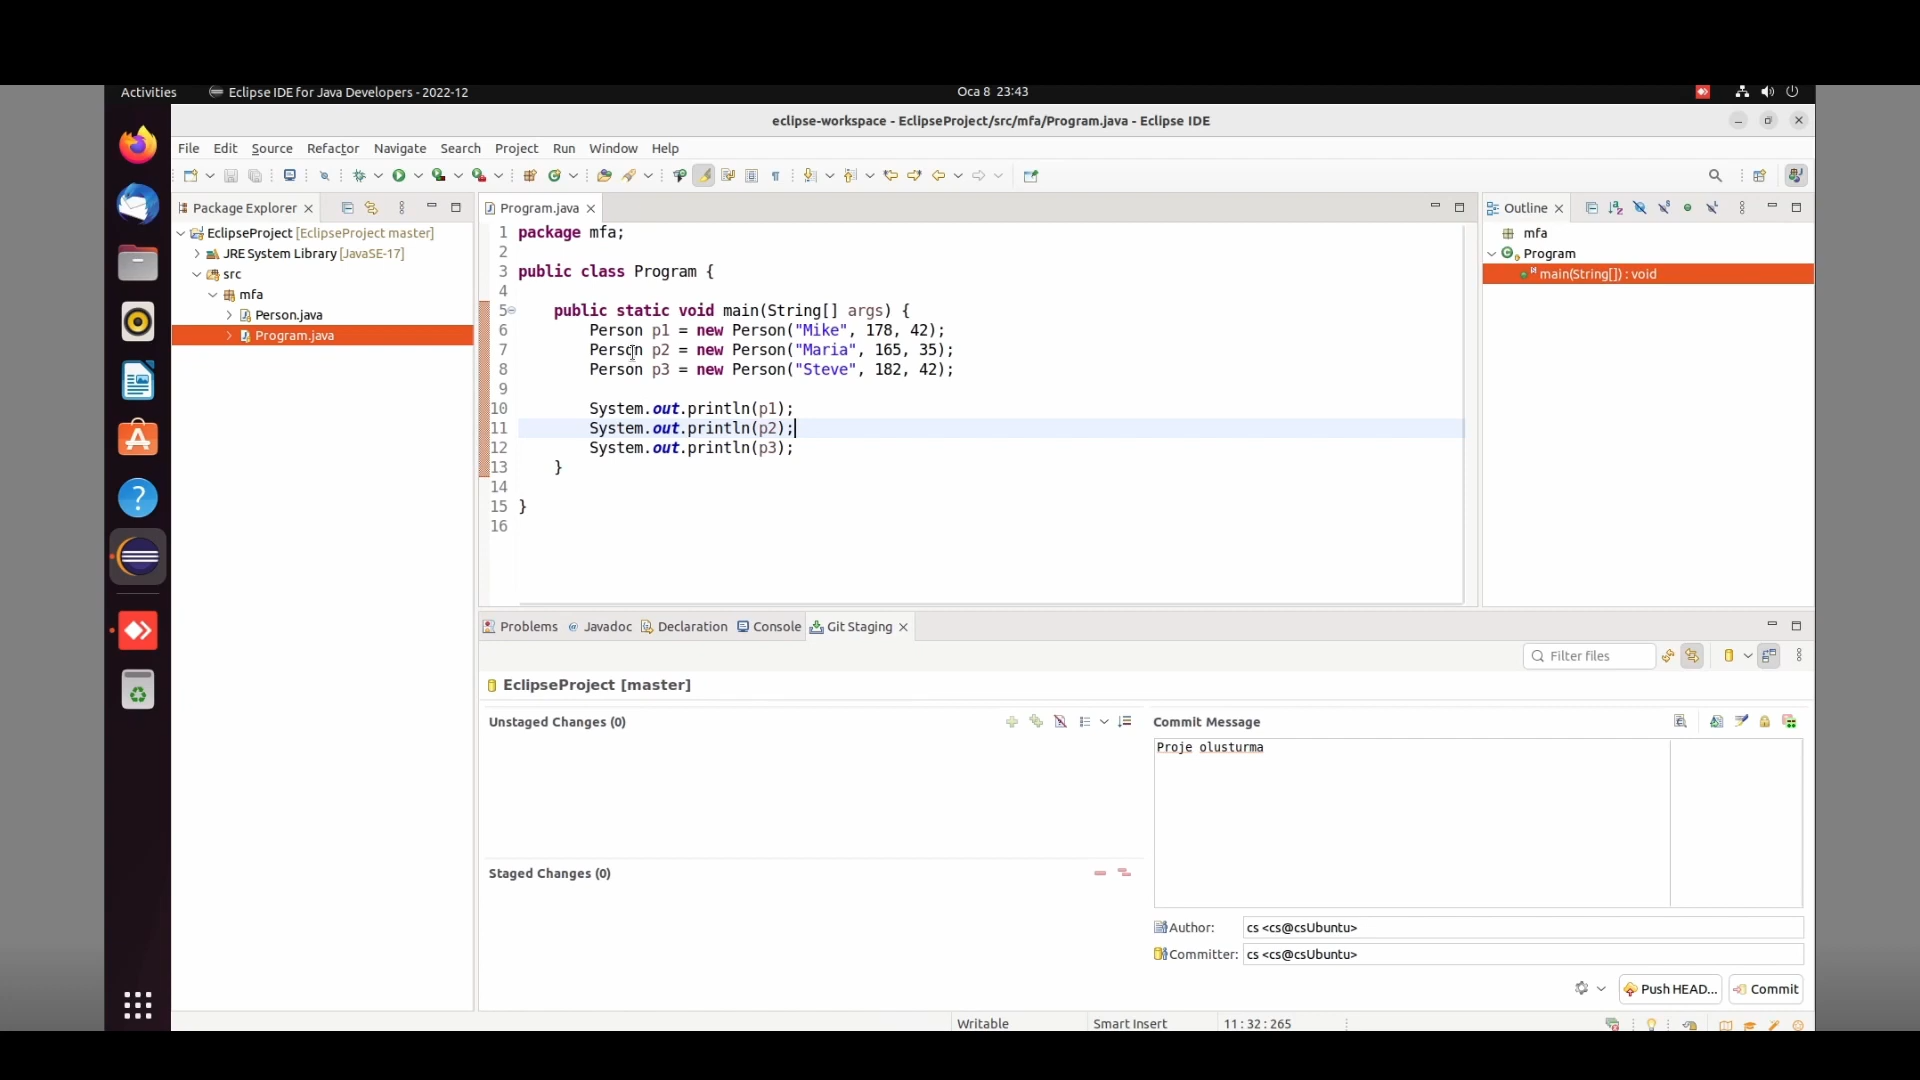 Activities
Eclipse IDE for Java Developers - 2022-12
Oca 8 23:43
eclipse-workspace - EclipseProject/src/mfa/Program.java - Eclipse IDE
File Edit Source Refactor Navigate Search Project Run Window Help
Package Explorer
EclipseProject [EclipseProject master]
JRE System Library [JavaSE-17]
src
mfa
Person.java
Program.java
Program.java
1 package mfa;
2
3 public class Program {
4
5 public static void main(String[] args) {
6 Person p1 = new Person("Mike", 178, 42);
7 Person p2 = new Person("Maria", 165, 35);
8 Person p3 = new Person("Steve", 182, 42);
9
10 System.out.println(p1);
11 System.out.println(p2);
12 System.out.println(p3);
13 }
14
15 }
16
Outline
mfa
Program
main(String[]) : void
Problems Javadoc Declaration Console Git Staging
Filter files
EclipseProject [master]
Unstaged Changes (0)
Staged Changes (0)
Commit Message
Proje olusturma
Author: cs <cs@csUbuntu>
Committer: cs <cs@csUbuntu>
Push HEAD... Commit
Writable Smart Insert 11 : 32 : 265